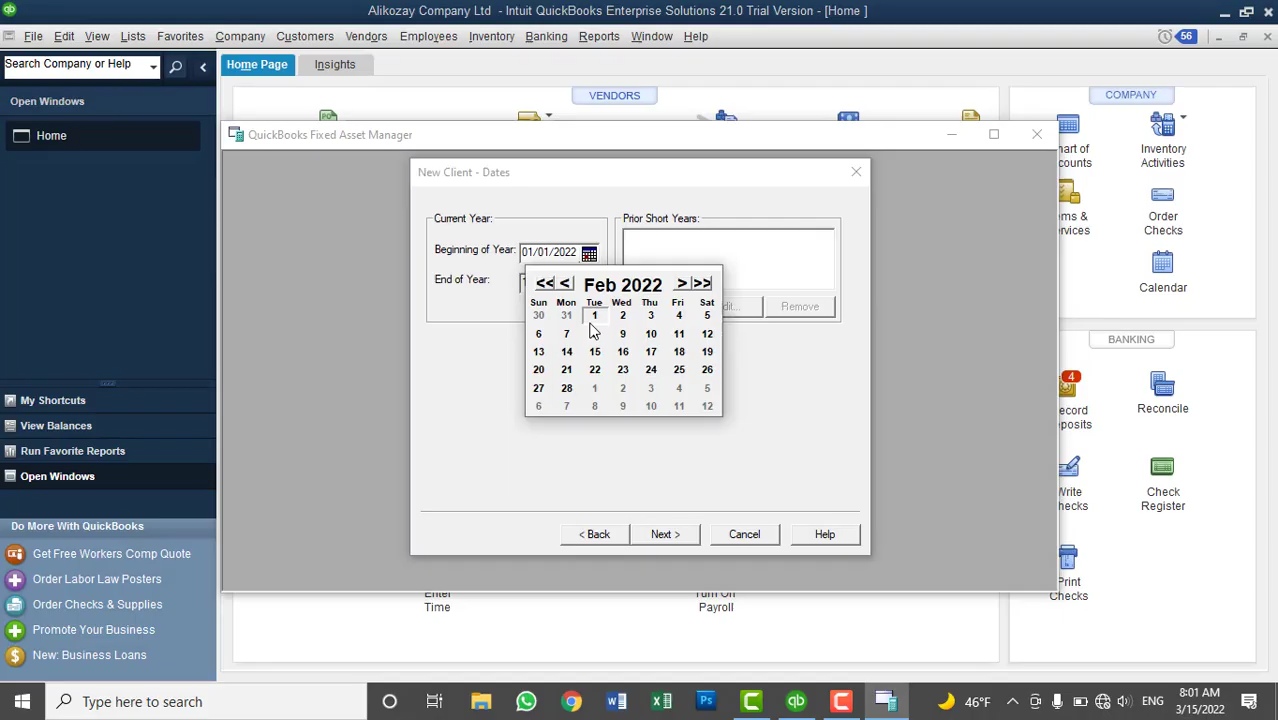 Alikozay Company Ltd - Intuit QuickBooks Enterprise Solutions 21.0 Trial Version - [Home ]
File Edit View Lists Favorites Company Customers Vendors Employees Inventory Banking Reports Window Help 56
Search Company or Help
Home Page Insights
Open Windows
Home
VENDORS
COMPANY
QuickBooks Fixed Asset Manager
hart of
ccounts
Inventory
Activities
New Client - Dates
Current Year:
Prior Short Years:
Beginning of Year: 01/01/2022
End of Year:
ms &
ervices
Order
Checks
<< < Feb 2022 > >>
Sun Mon Tue Wed Thu Fri Sat
30 31 1 2 3 4 5
6 7 9 10 11 12
13 14 15 16 17 18 19
20 21 22 23 24 25 26
27 28 1 2 3 4 5
6 7 8 9 10 11 12
dit... Remove
Calendar
BANKING
4
ecord
eposits
Reconcile
My Shortcuts
View Balances
Run Favorite Reports
Open Windows
Write
hecks
Check
Register
Do More With QuickBooks
< Back Next > Cancel Help
Get Free Workers Comp Quote
Order Labor Law Posters
Order Checks & Supplies
Promote Your Business
New: Business Loans
Print
Checks
Enter
Time
Turn On
Payroll
Type here to search
46°F ENG 8:01 AM
3/15/2022